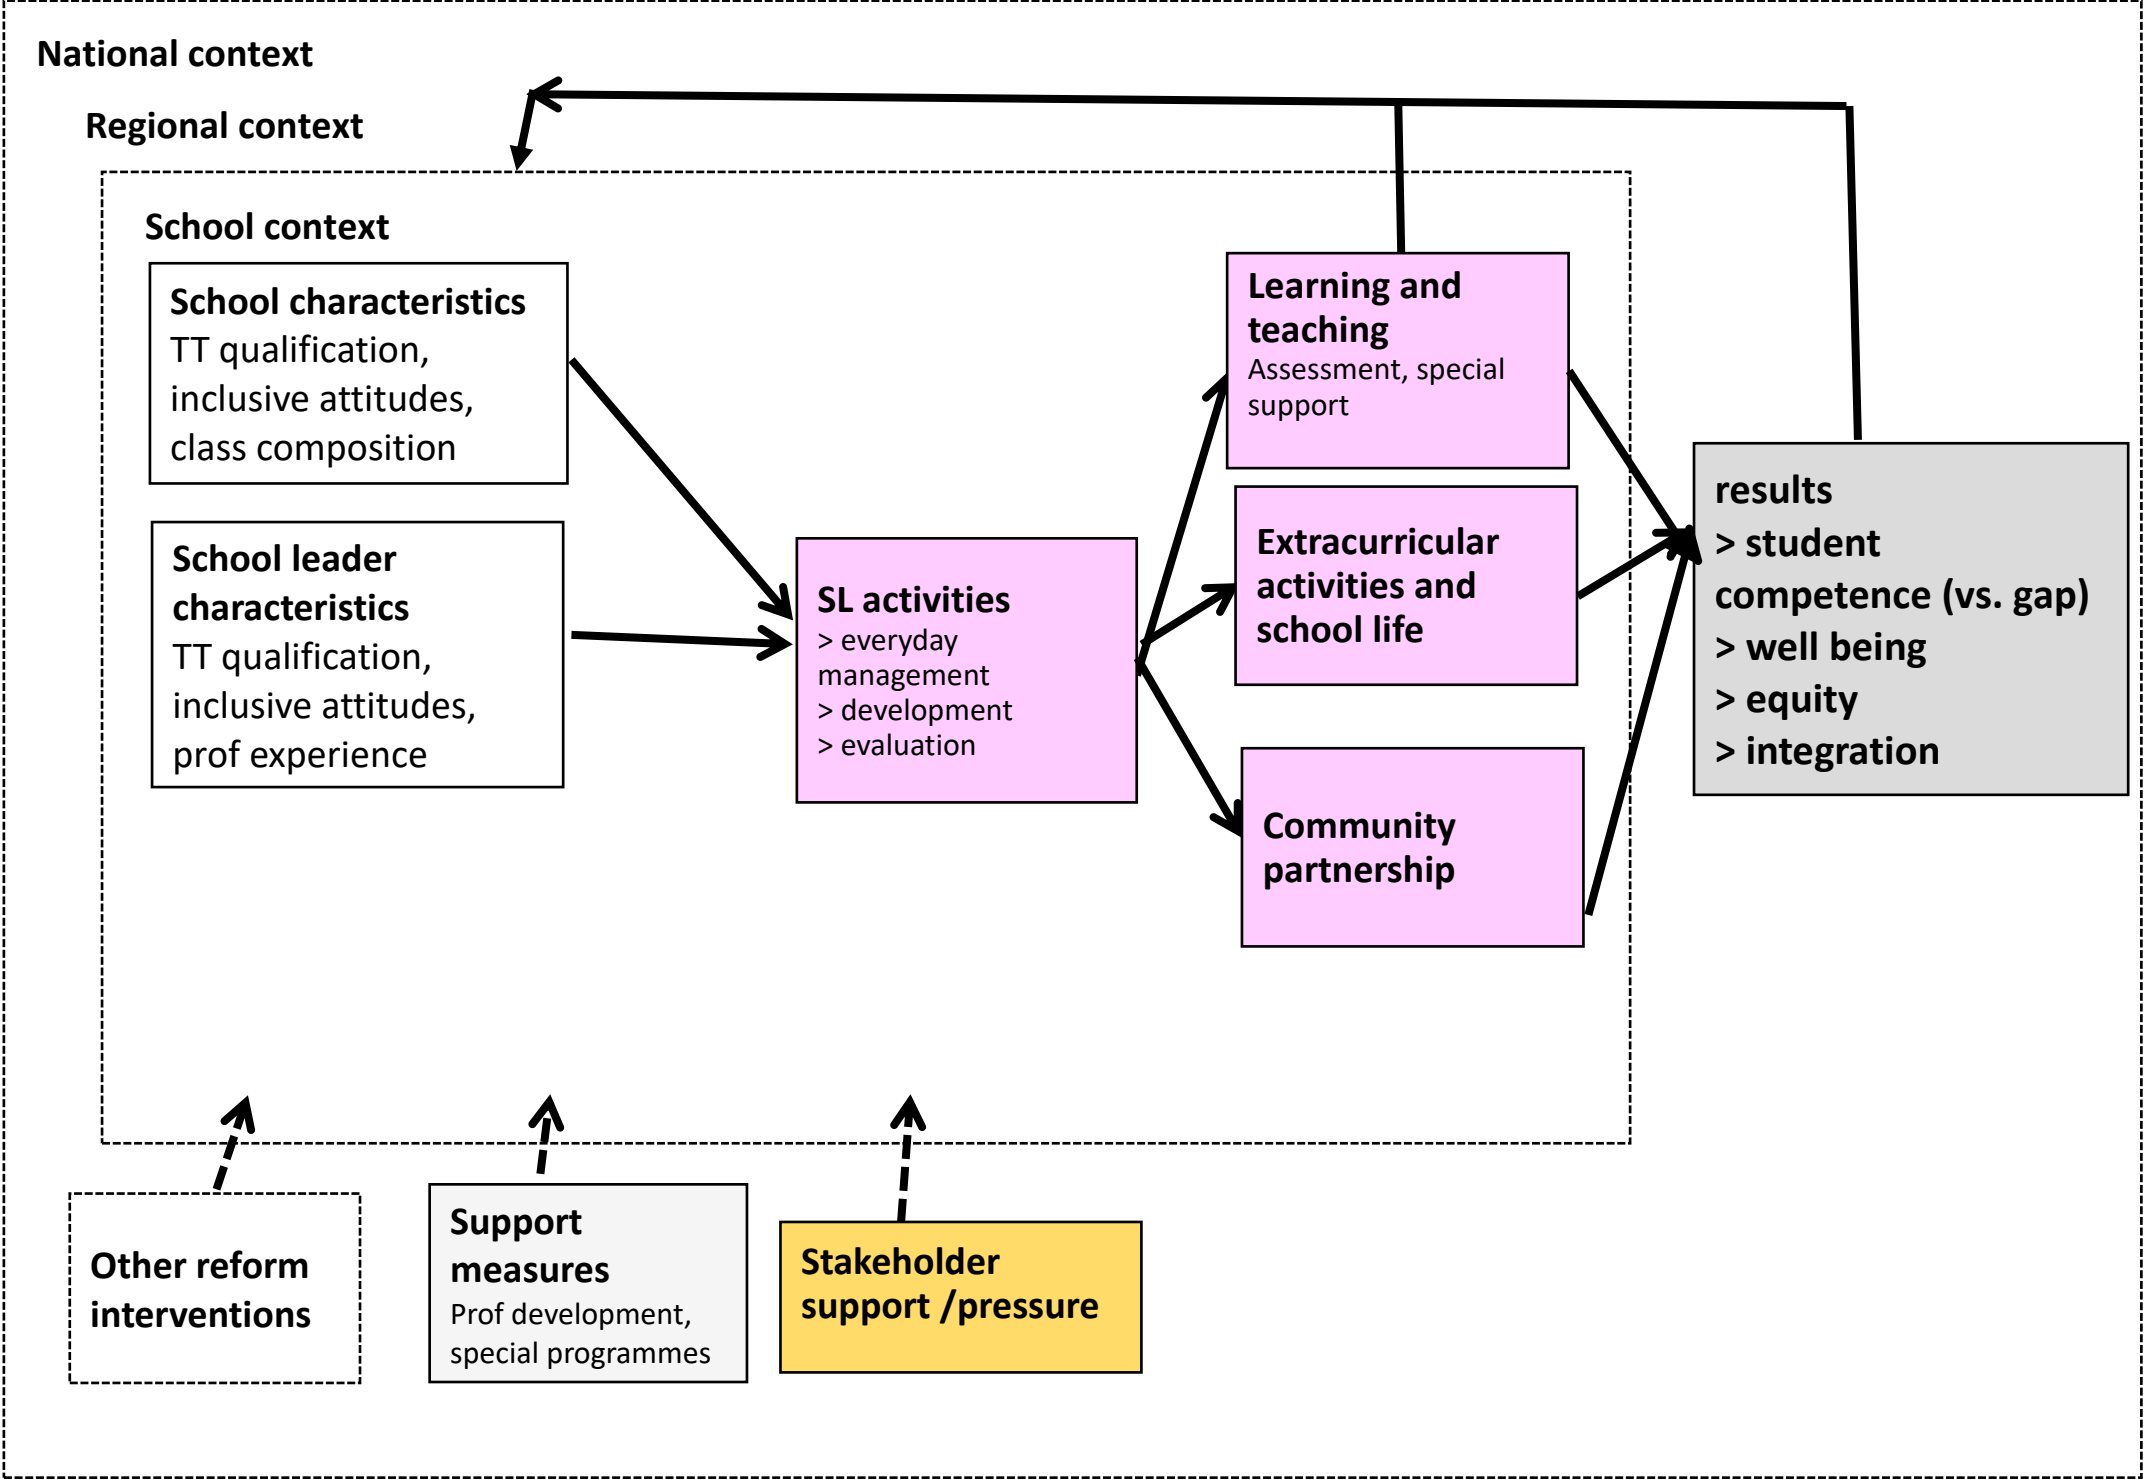 National context
Regional context
School context
School characteristics
TT qualification,
inclusive attitudes,
class composition
School leader
characteristics
TT qualification,
inclusive attitudes,
prof experience
SL activities
> everyday
management
> development
> evaluation
Learning and
teaching
Assessment, special
support
Extracurricular
activities and
school life
Community
partnership
results
> student
competence (vs. gap)
> well being
> equity
> integration
Other reform
interventions
Support
measures
Prof development,
special programmes
Stakeholder
support /pressure